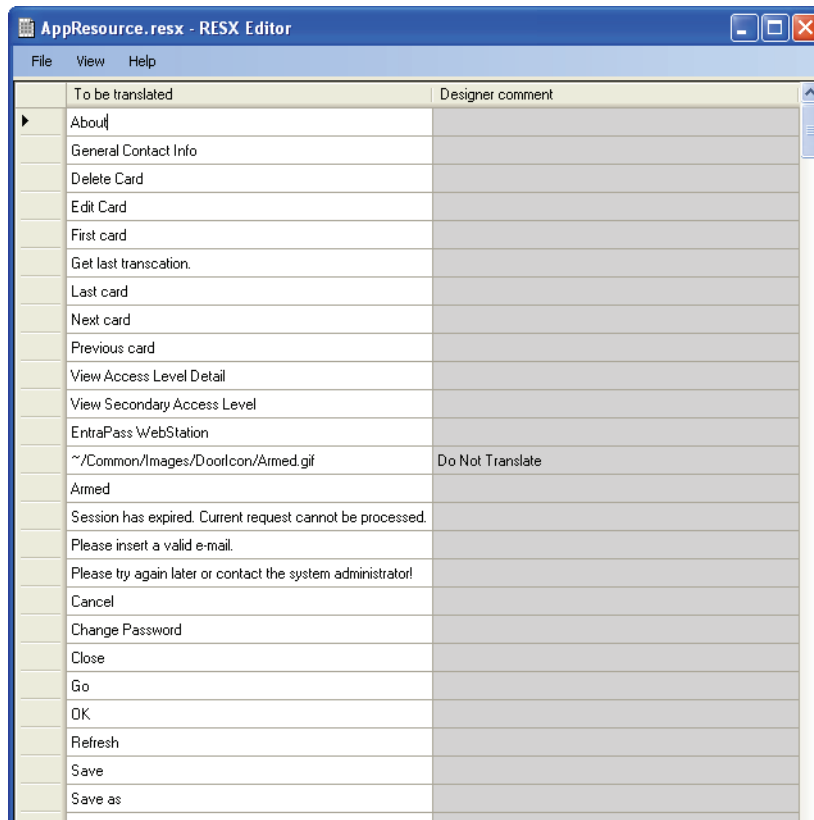 AppResource.resx - RESX Editor
File View Help
To be translated Designer comment
About
General Contact Info
Delete Card
Edit Card
First card
Get last transcation.
Last card
Next card
Previous card
View Access Level Detail
View Secondary Access Level
EntraPass WebStation
~/Common/Images/DoorIcon/Armed.gif Do Not Translate
Armed
Session has expired. Current request cannot be processed.
Please insert a valid e-mail.
Please try again later or contact the system administrator!
Cancel
Change Password
Close
Go
OK
Refresh
Save
Save as